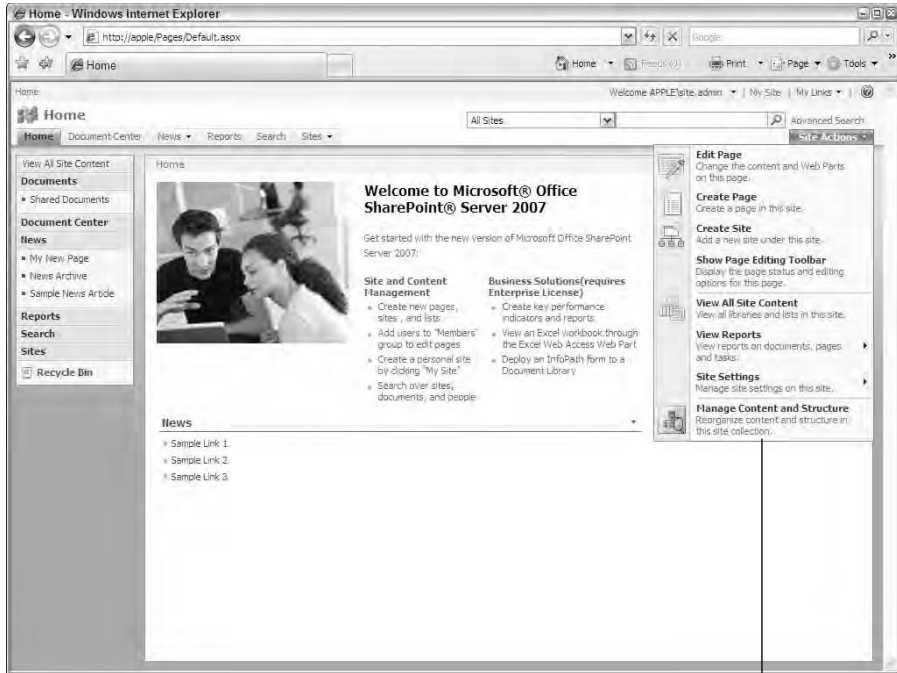 Home - Windows Internet Explorer
http://apple/Pages/Default.aspx
Google
Home
Home
Feeds (0)
Print
Page
Tools
»
Home
Welcome APPLE\site.admin
| My Site | My Links
|
Home
All Sites
Advanced Search
Home
Document Center
News
Reports
Search
Sites
Site Actions
View All Site Content
Documents
Shared Documents
Document Center
News
My New Page
News Archive
Sample News Article
Reports
Search
Sites
Recycle Bin
Home
Welcome to Microsoft® Office
SharePoint® Server 2007
Get started with the new version of Microsoft Office SharePoint
Server 2007:
Site and Content
Management
Create new pages,
sites , and lists
Add users to "Members"
group to edit pages
Create a personal site
by clicking "My Site"
Search over sites,
documents, and people
Business Solutions(requires
Enterprise License)
Create key performance
indicators and reports
View an Excel workbook through
the Excel Web Access Web Part
Deploy an InfoPath form to a
Document Library
News
Sample Link 1
Sample Link 2
Sample Link 3
Edit Page
Change the content and Web Parts
on this page.
Create Page
Create a page in this site.
Create Site
Add a new site under this site.
Show Page Editing Toolbar
Display the page status and editing
options for this page.
View All Site Content
View all libraries and lists in this site.
View Reports
View reports on documents, pages
and tasks.
Site Settings
Manage site settings on this site.
Manage Content and Structure
Reorganize content and structure in
this site collection.